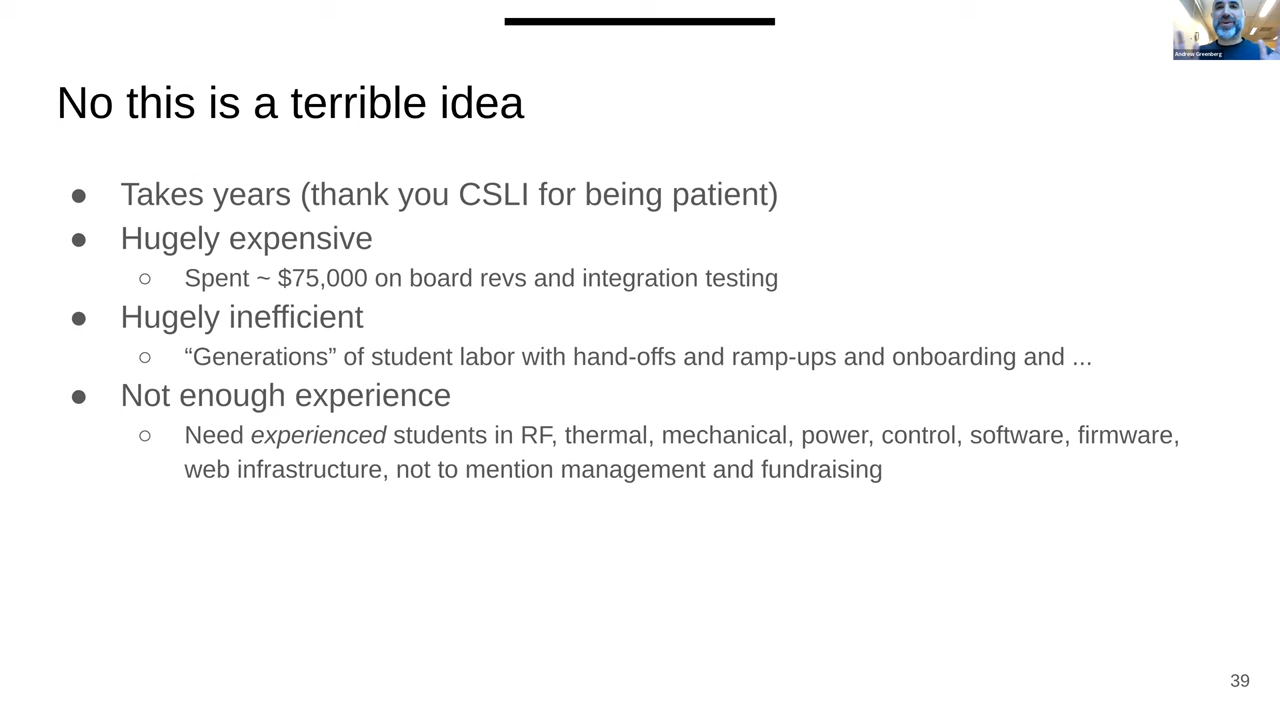 Andrew Greenberg
No this is a terrible idea
● Takes years (thank you CSLI for being patient)
● Hugely expensive
○ Spent ~ $75,000 on board revs and integration testing
● Hugely inefficient
○ “Generations” of student labor with hand-offs and ramp-ups and onboarding and ...
● Not enough experience
○ Need experienced students in RF, thermal, mechanical, power, control, software, firmware,
web infrastructure, not to mention management and fundraising
39